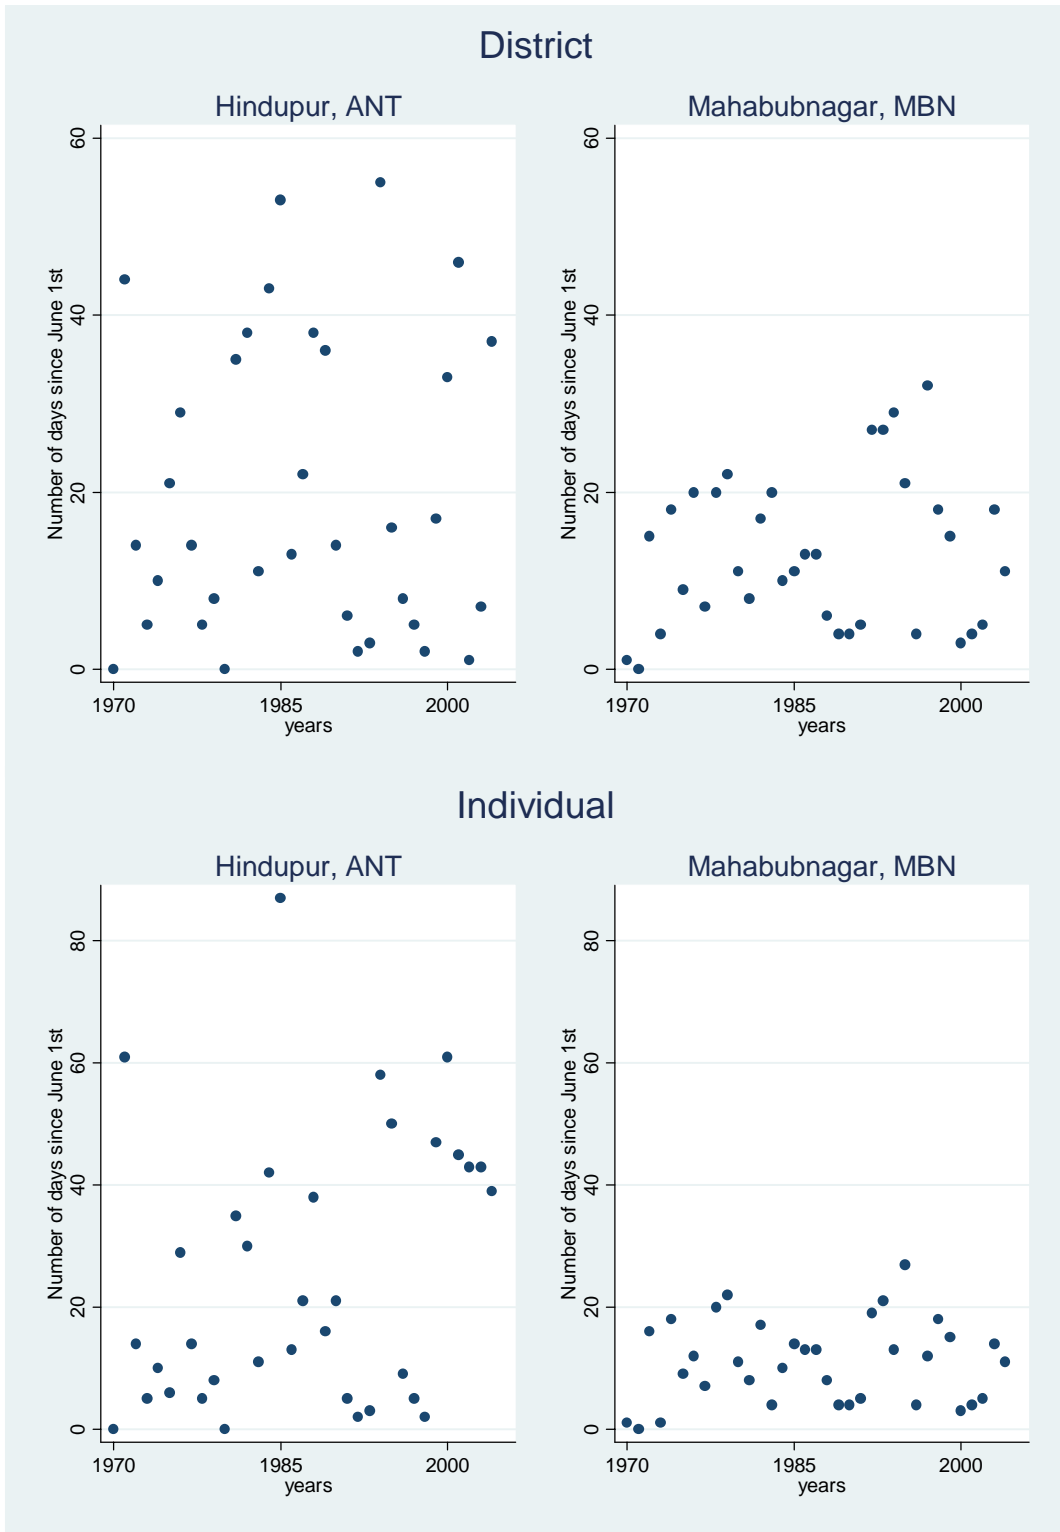 District
Hindupur, ANT
Number of days since June 1st
60
40
20
0
1970 1985 2000
years
Mahabubnagar, MBN
Number of days since June 1st
60
40
20
0
1970 1985 2000
years
Individual
Hindupur, ANT
Number of days since June 1st
80
60
40
20
0
1970 1985 2000
years
Mahabubnagar, MBN
Number of days since June 1st
80
60
40
20
0
1970 1985 2000
years